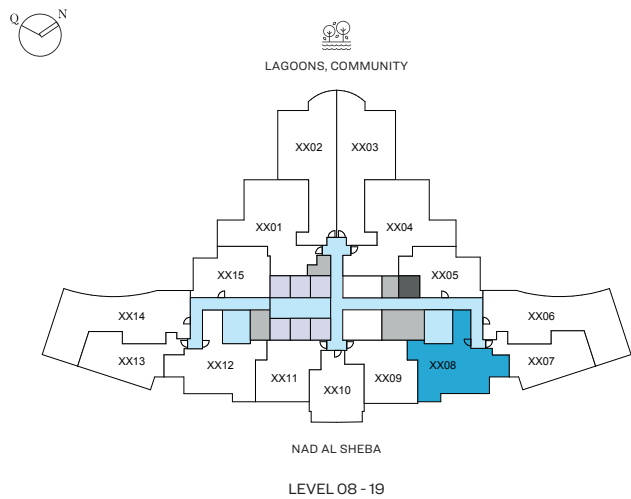 Q N
LAGOONS, COMMUNITY
XX02 XX03
XX01 XX04
XX15 XX05
XX14 XX06
XX13 XX12 XX08 XX07
XX11 XX10 XX09
NAD AL SHEBA
LEVEL 08 - 19